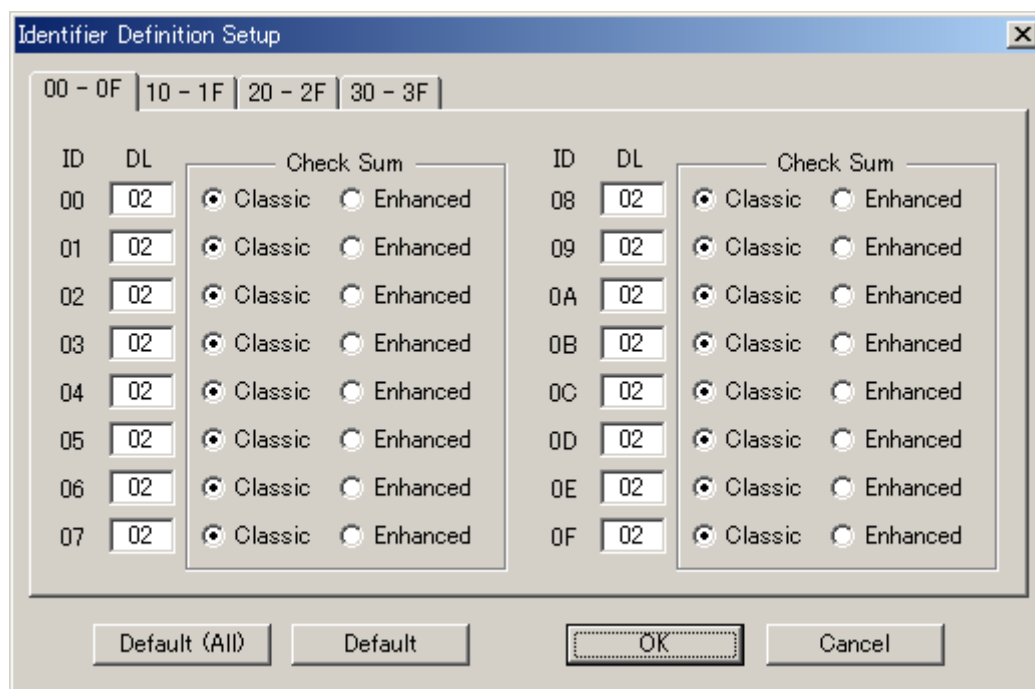 Identifier Definition Setup
00 - 0F 10 - 1F 20 - 2F 30 - 3F
ID DL Check Sum ID DL Check Sum
00 02 Classic Enhanced 08 02 Classic Enhanced
01 02 Classic Enhanced 09 02 Classic Enhanced
02 02 Classic Enhanced 0A 02 Classic Enhanced
03 02 Classic Enhanced 0B 02 Classic Enhanced
04 02 Classic Enhanced 0C 02 Classic Enhanced
05 02 Classic Enhanced 0D 02 Classic Enhanced
06 02 Classic Enhanced 0E 02 Classic Enhanced
07 02 Classic Enhanced 0F 02 Classic Enhanced
Default (All) Default OK Cancel